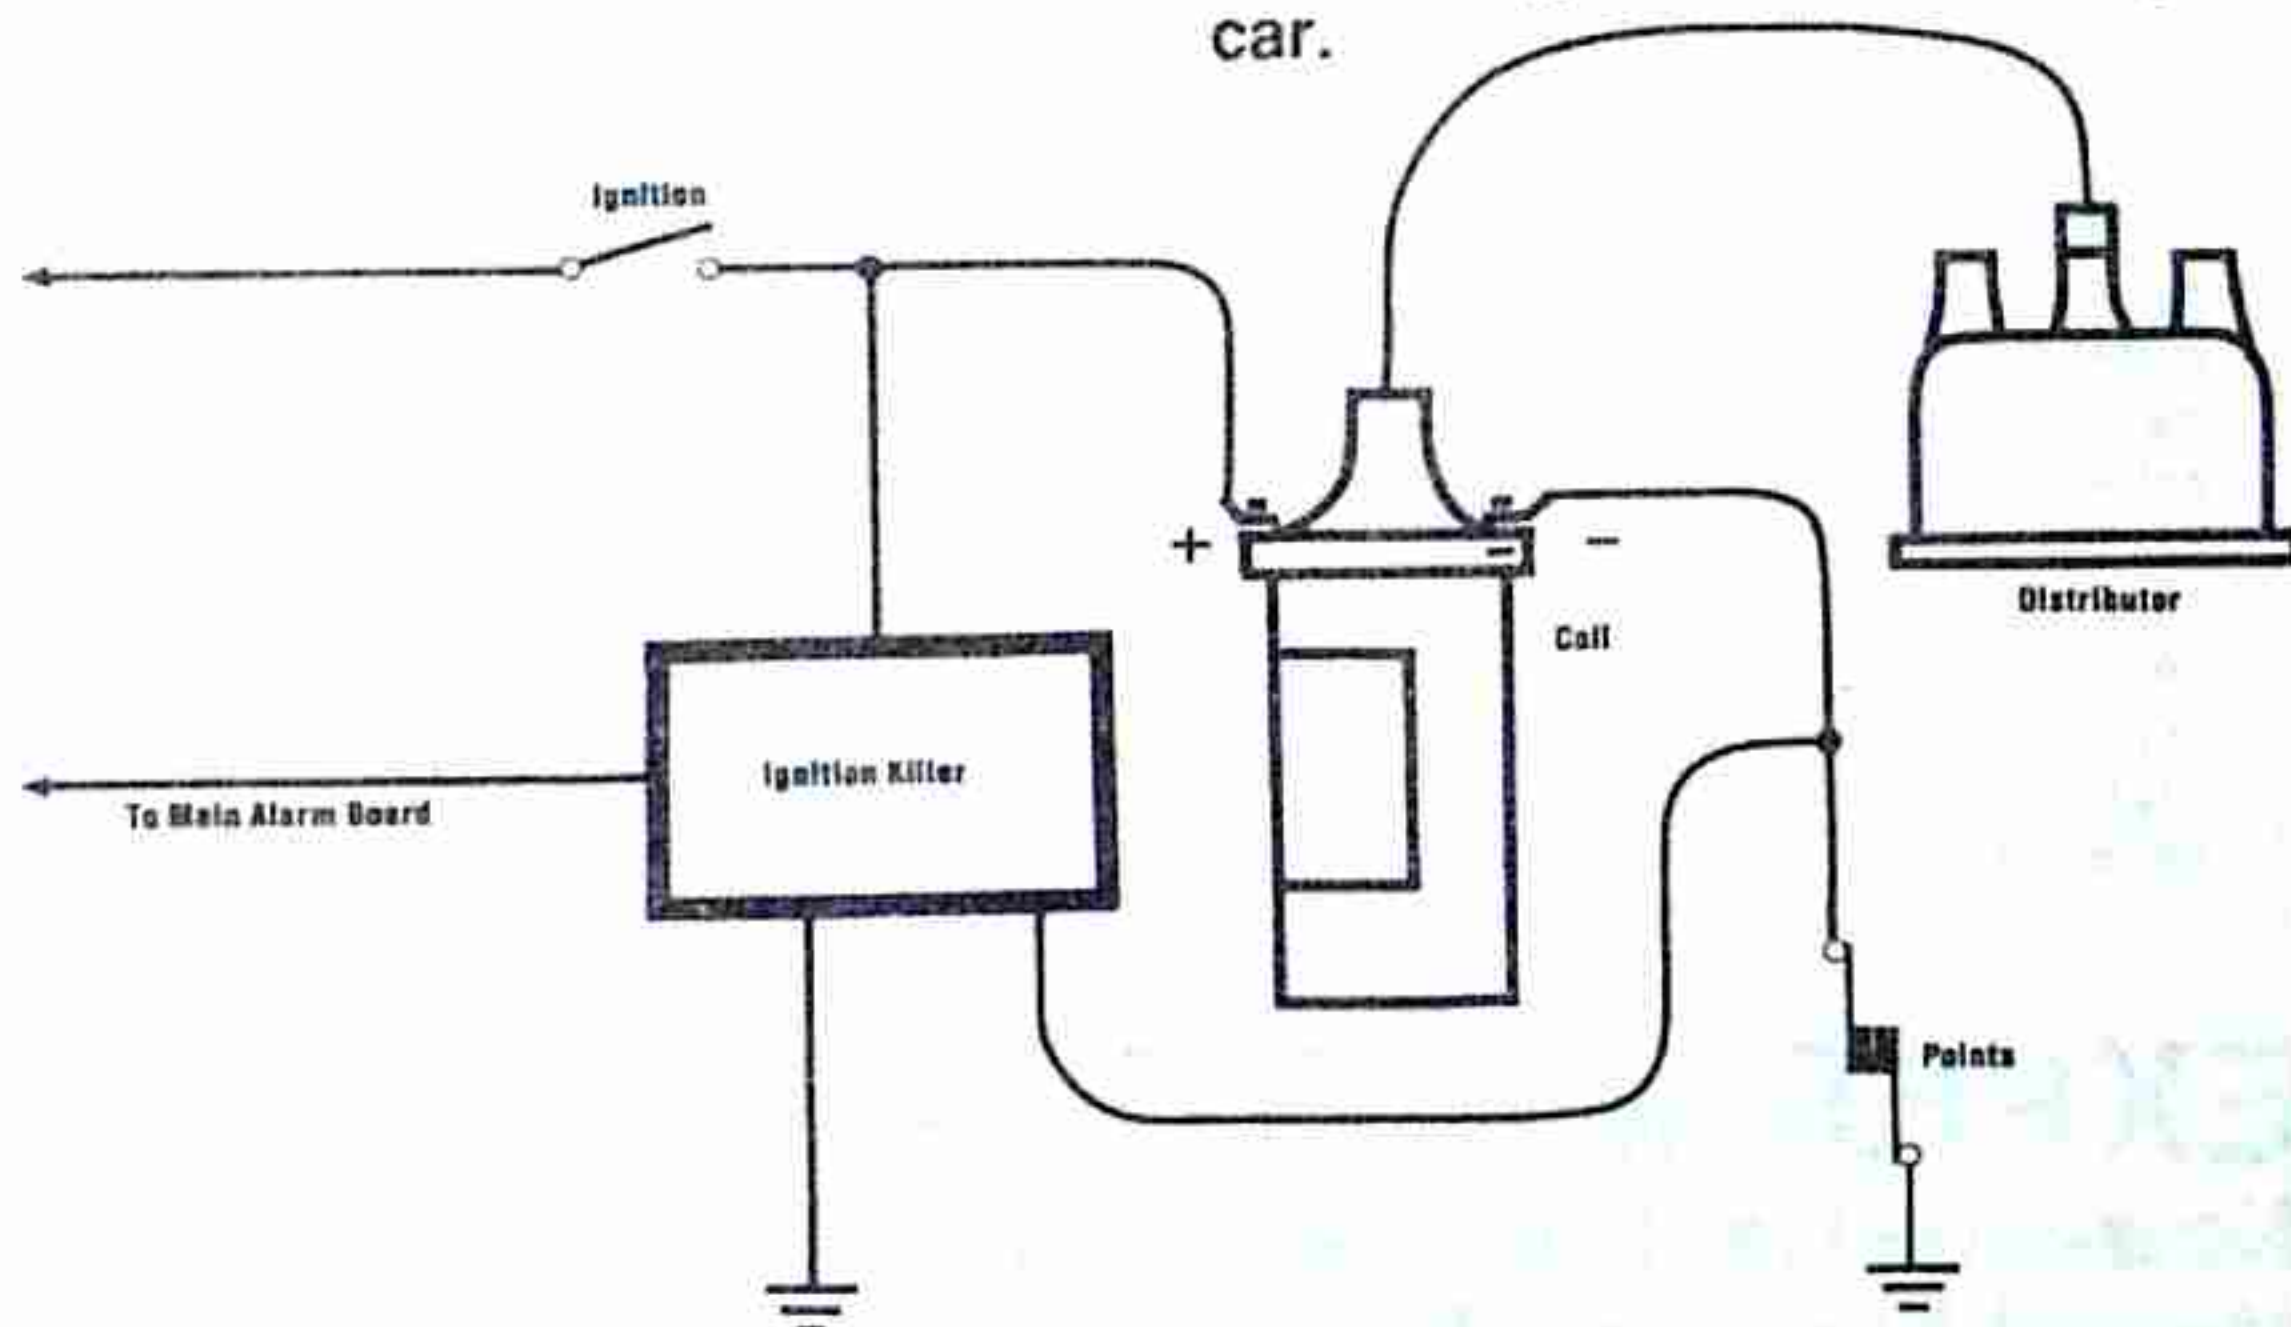 car.
Ignition
+
−
−
Distributor
Coil
Ignition Killer
To Main Alarm Board
Points